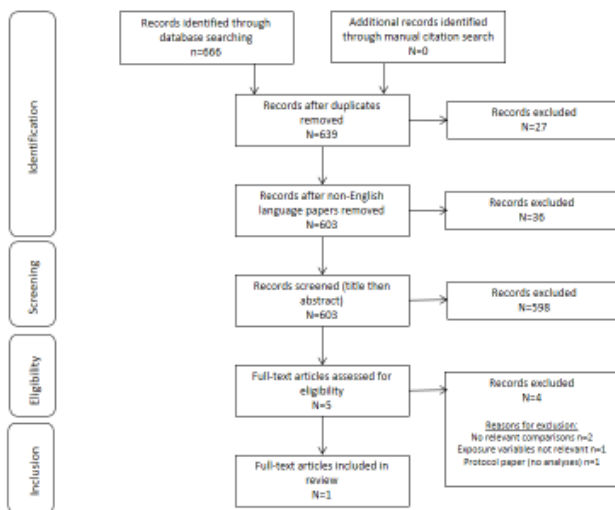 Records identified through
database searching
n=666
Additional records identified
through manual citation search
N=0
Identification
Records after duplicates
removed
N=639
Records excluded
N=27
Records after non-English
language papers removed
N=603
Records excluded
N=36
Screening
Records screened (title then
abstract)
N=603
Records excluded
N=598
Eligibility
Full-text articles assessed for
eligibility
N=5
Records excluded
N=4
Reasons for exclusion:
No relevant comparisons n=2
Exposure variables not relevant n=1
Protocol paper (no analyses) n=1
Inclusion
Full-text articles included in
review
N=1